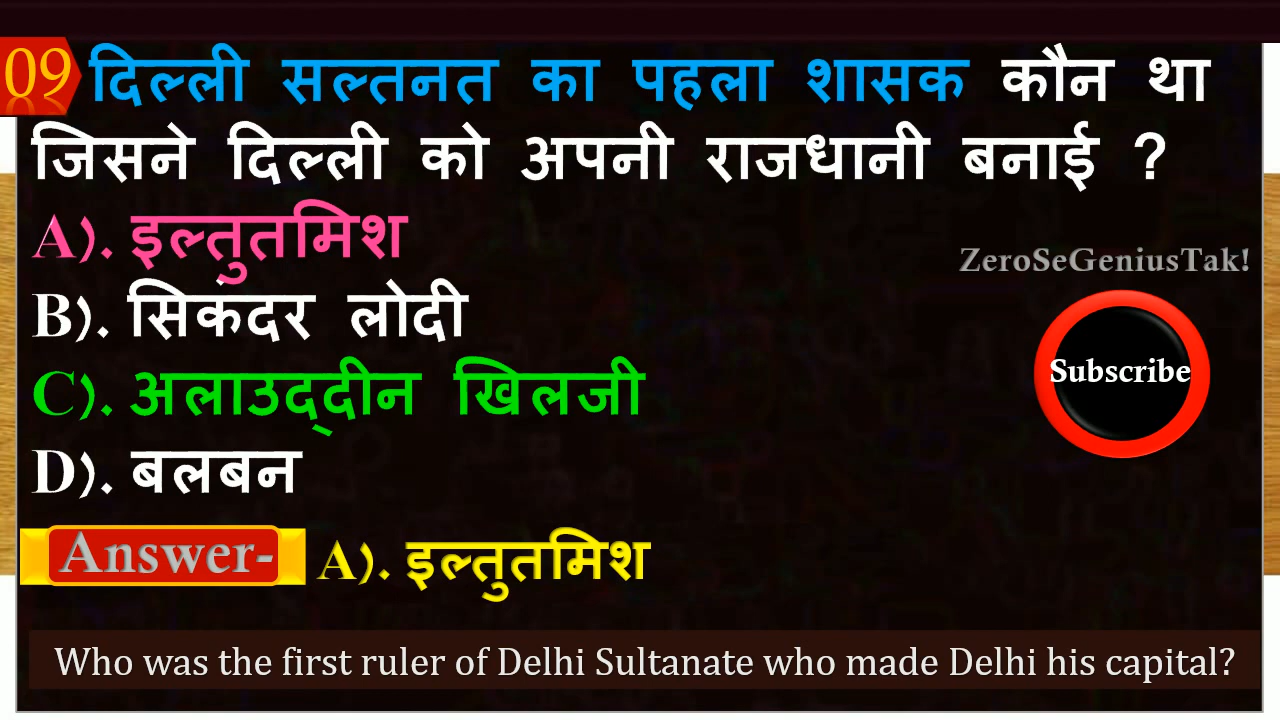 09 दिल्ली सल्तनत का पहला शासक कौन था
जिसने दिल्ली को अपनी राजधानी बनाई ?
A). इल्तुतमिश
ZeroSeGeniusTak!
B). सिकंदर लोदी
Subscribe
C). अलाउद्‌दीन खिलजी
D). बलबन
Answer- A). इल्तुतमिश
Who was the first ruler of Delhi Sultanate who made Delhi his capital?